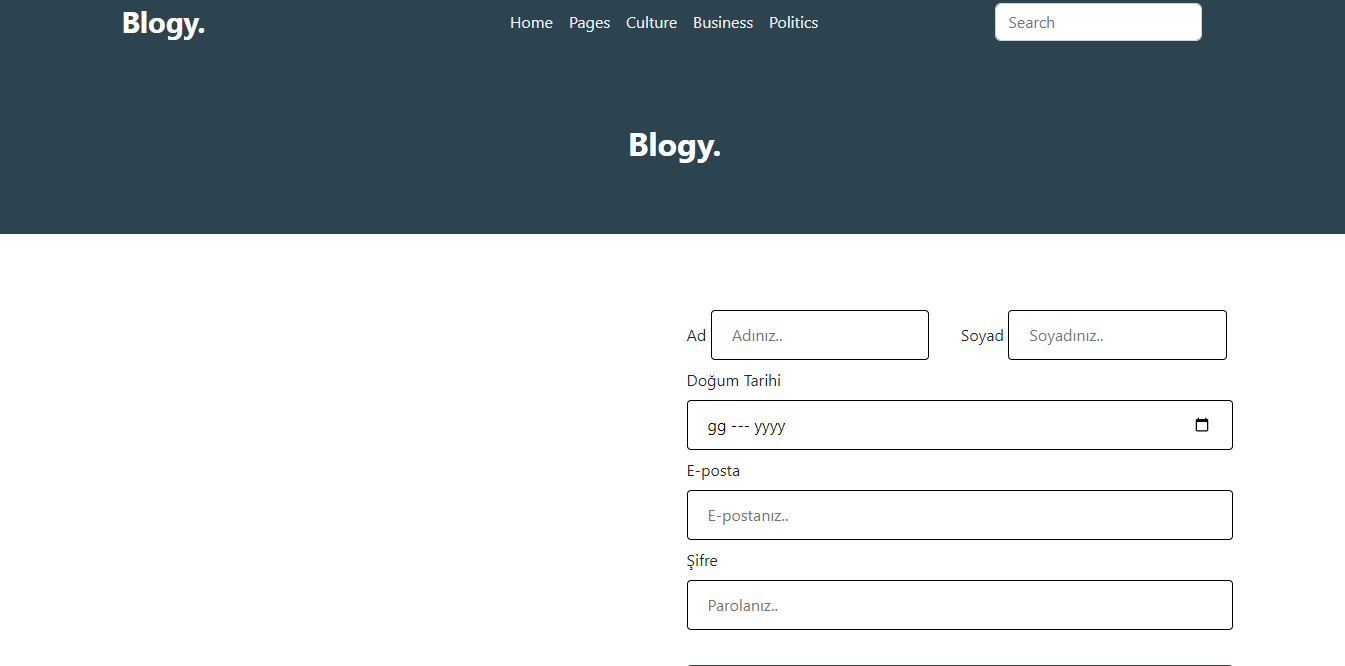 Blogy. Home Pages Culture Business Politics Search
Blogy.
Ad Adınız.. Soyad Soyadınız..
Doğum Tarihi
gg --- yyyy
E-posta
E-postanız..
Şifre
Parolanız..